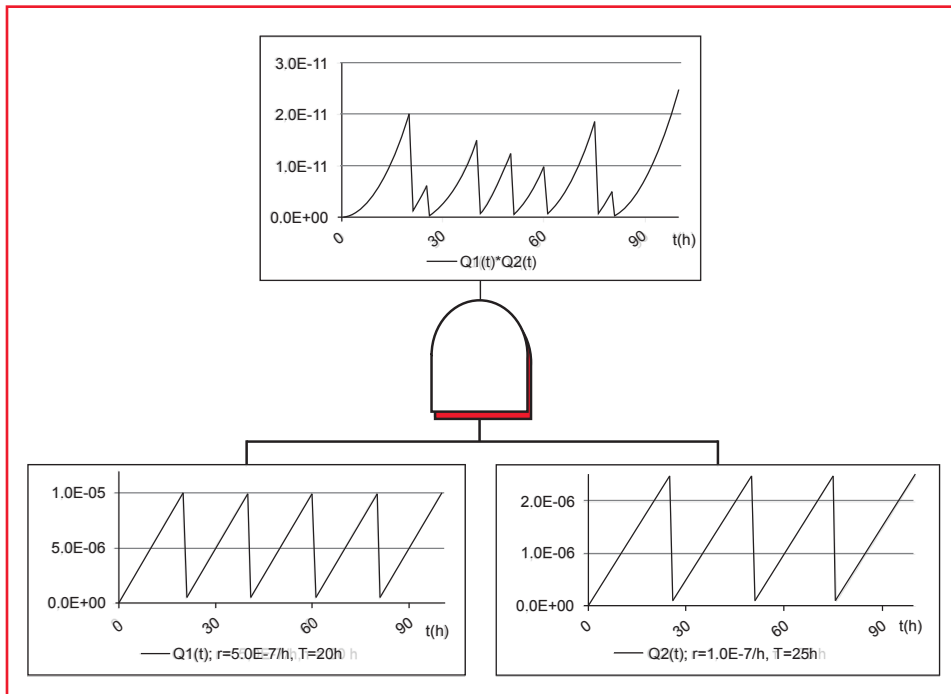 3.0E-11
2.0E-11
1.0E-11
0.0E+00
0
30
60
90
t(h)
Q1(t)*Q2(t)
1.0E-05
5.0E-06
0.0E+00
0
30
60
90
t(h)
Q1(t); r=5.0E-7/h, T=20h
2.0E-06
1.0E-06
0.0E+00
0
30
60
90
t(h)
Q2(t); r=1.0E-7/h, T=25h